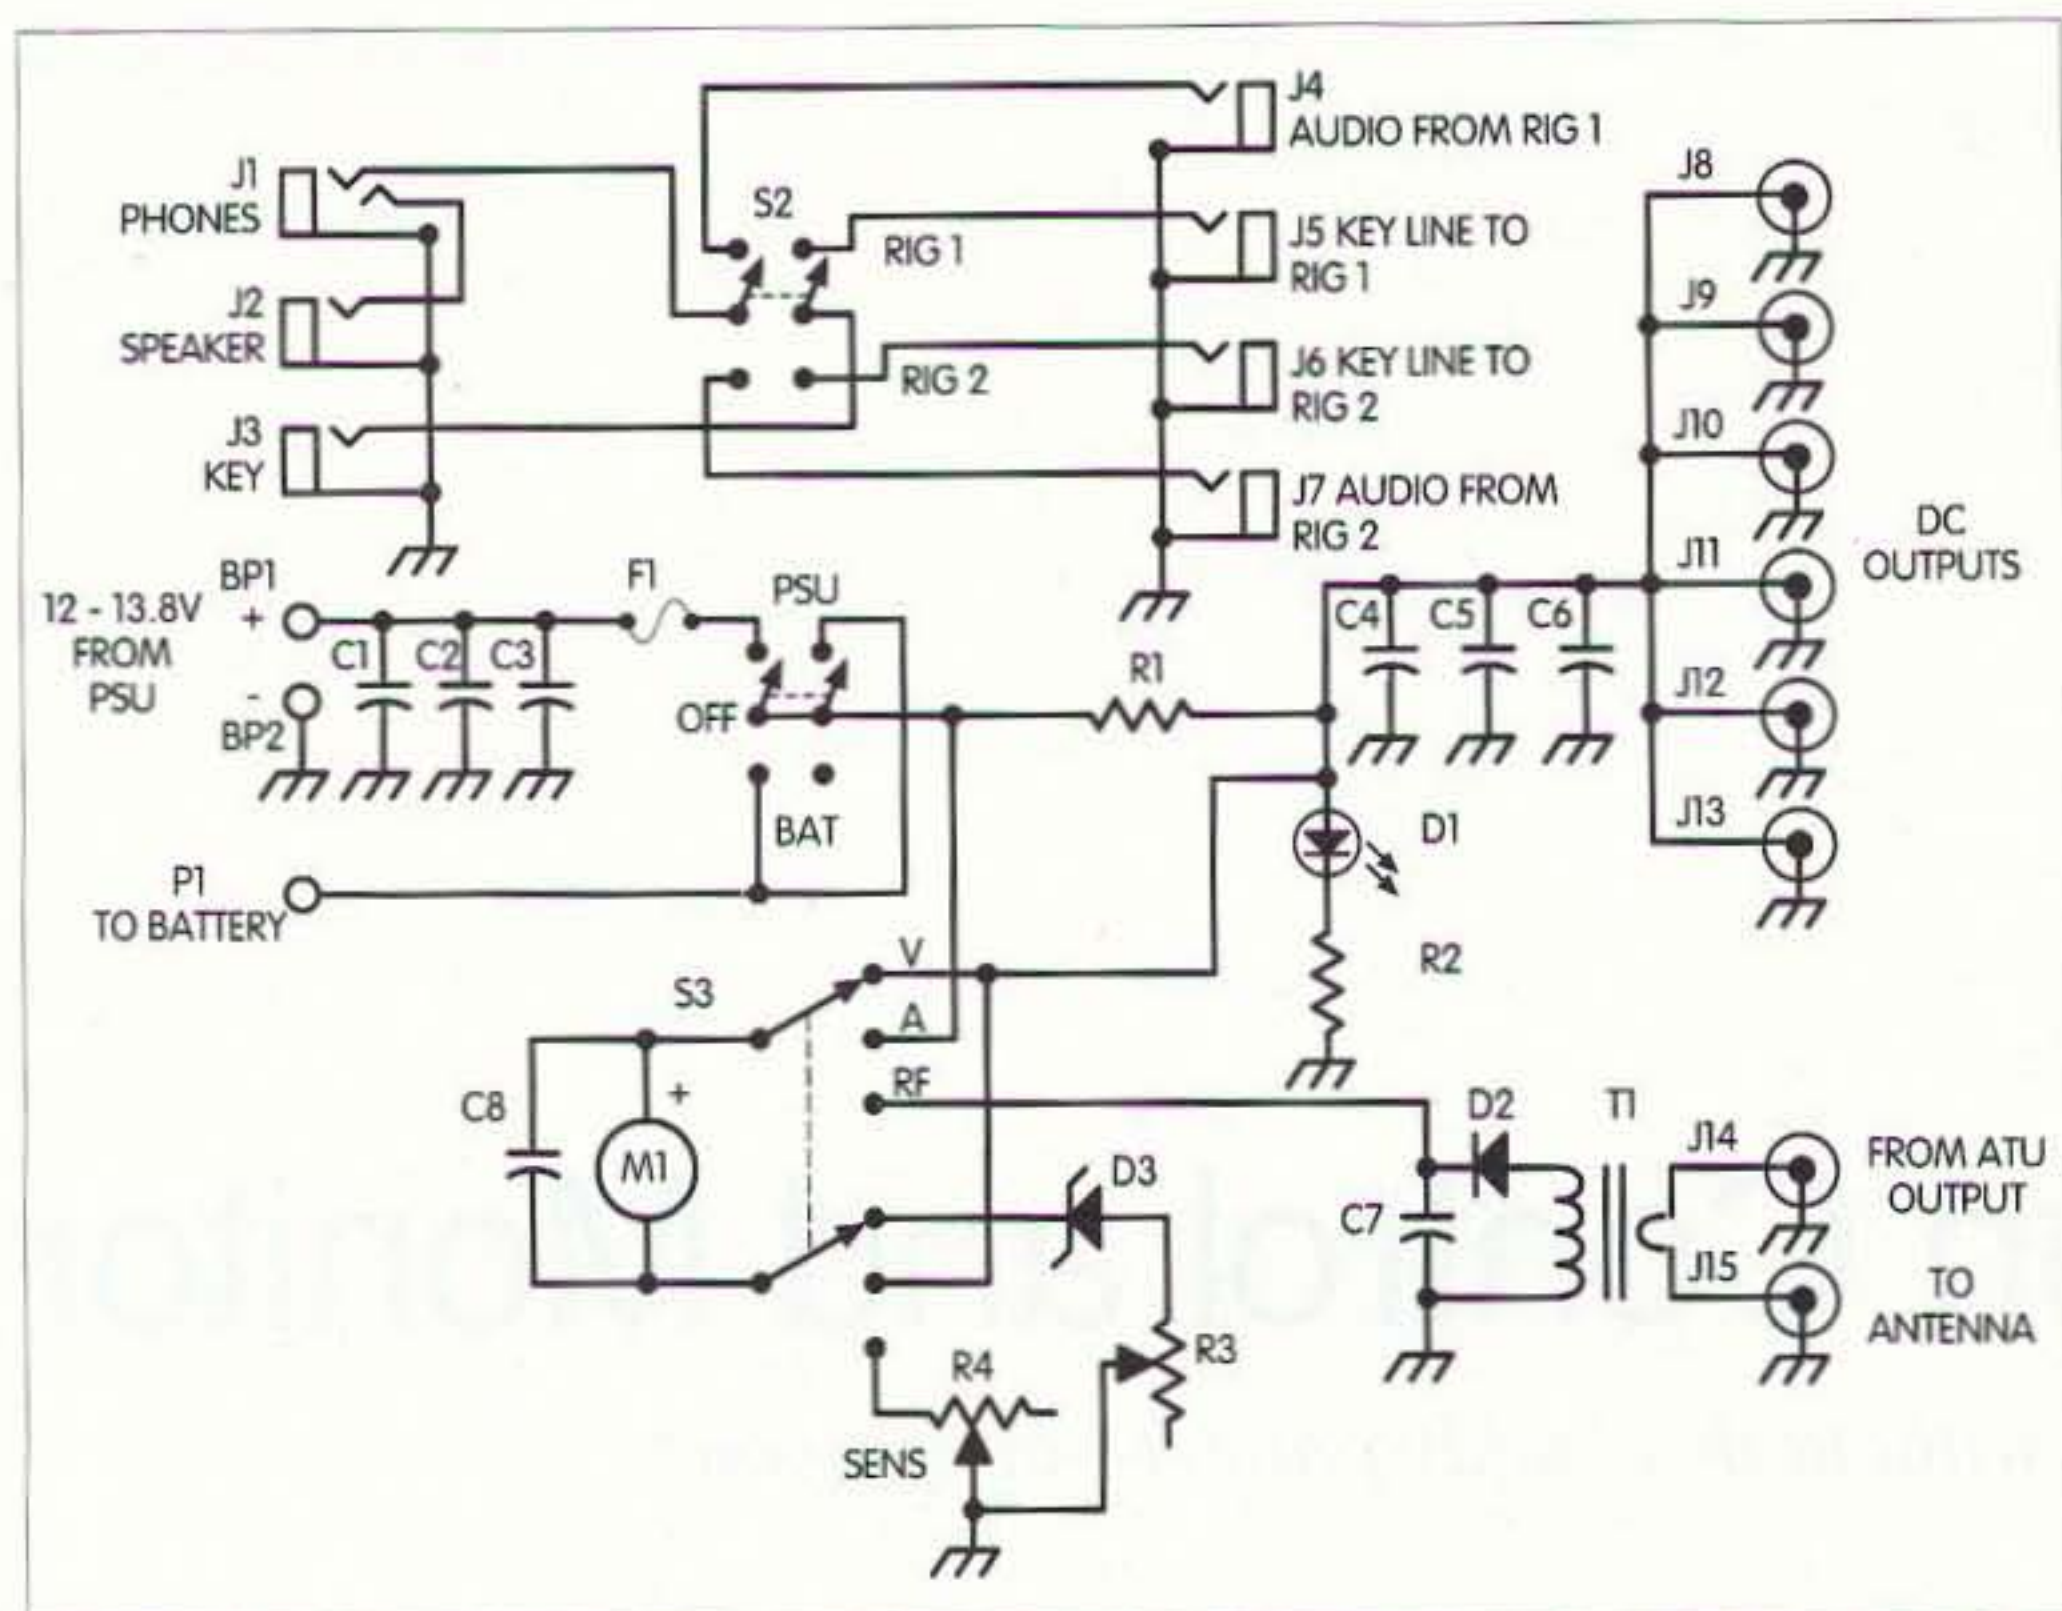 J4
AUDIO FROM RIG 1
J1
PHONES
S2
RIG 1
J5 KEY LINE TO
RIG 1
J8
J2
SPEAKER
RIG 2
J6 KEY LINE TO
RIG 2
J9
J3
KEY
J7 AUDIO FROM
RIG 2
J10
DC
OUTPUTS
J11
J12
J13
12 - 13.8V
FROM
PSU
BP1
+
-
BP2
C1
C2
C3
F1
PSU
OFF
BAT
R1
C4
C5
C6
D1
R2
P1
TO BATTERY
S3
V
A
RF
C8
+
M1
D3
R3
R4
SENS
C7
D2
T1
J14
FROM ATU
OUTPUT
J15
TO
ANTENNA